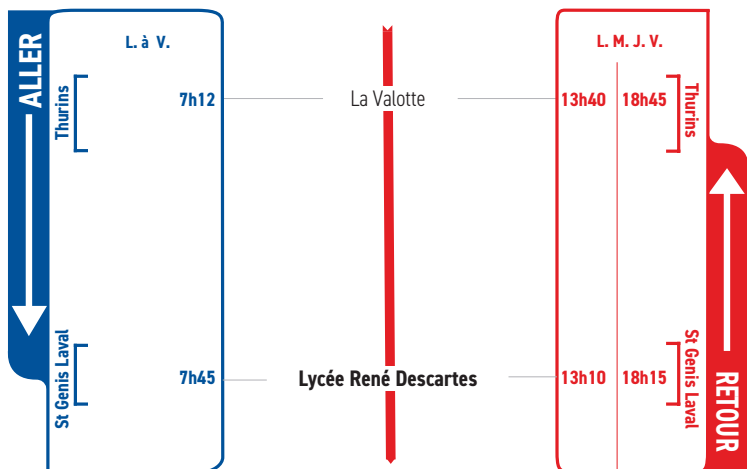 ALLER
L. à V.
L. M. J. V.
Thurins
7h12
La Valotte
13h40 18h45
Thurins
St Genis Laval
7h45
Lycée René Descartes
13h10 18h15
St Genis Laval
RETOUR